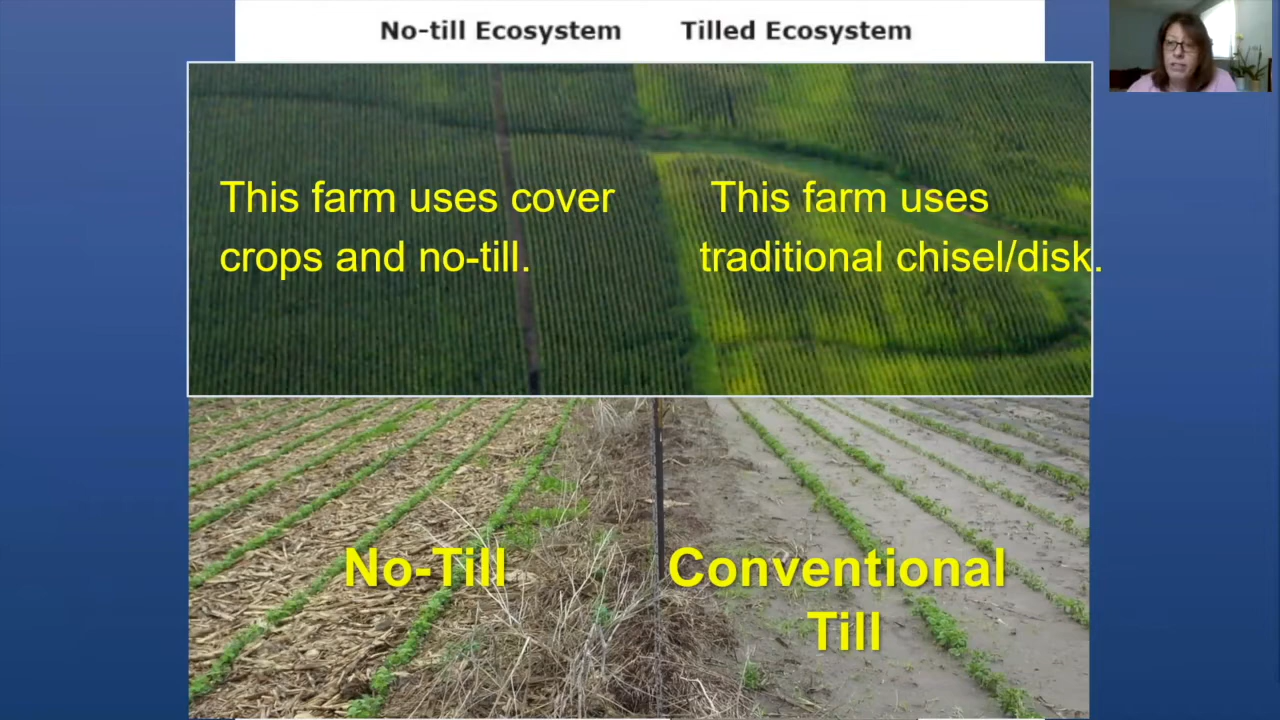 No-till Ecosystem Tilled Ecosystem
This farm uses cover
crops and no-till.
This farm uses
traditional chisel/disk.
No-Till
Conventional
Till